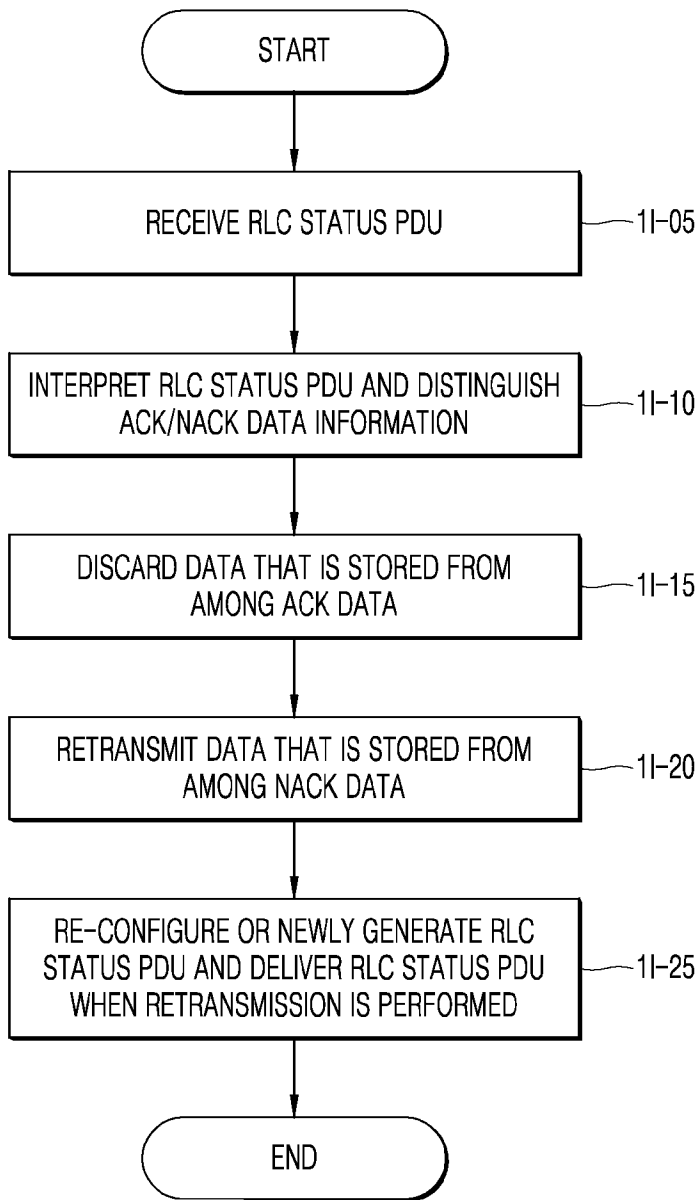 START
RECEIVE RLC STATUS PDU
1I-05
INTERPRET RLC STATUS PDU AND DISTINGUISH
ACK/NACK DATA INFORMATION
1I-10
DISCARD DATA THAT IS STORED FROM
AMONG ACK DATA
1I-15
RETRANSMIT DATA THAT IS STORED FROM
AMONG NACK DATA
1I-20
RE-CONFIGURE OR NEWLY GENERATE RLC
STATUS PDU AND DELIVER RLC STATUS PDU
WHEN RETRANSMISSION IS PERFORMED
1I-25
END